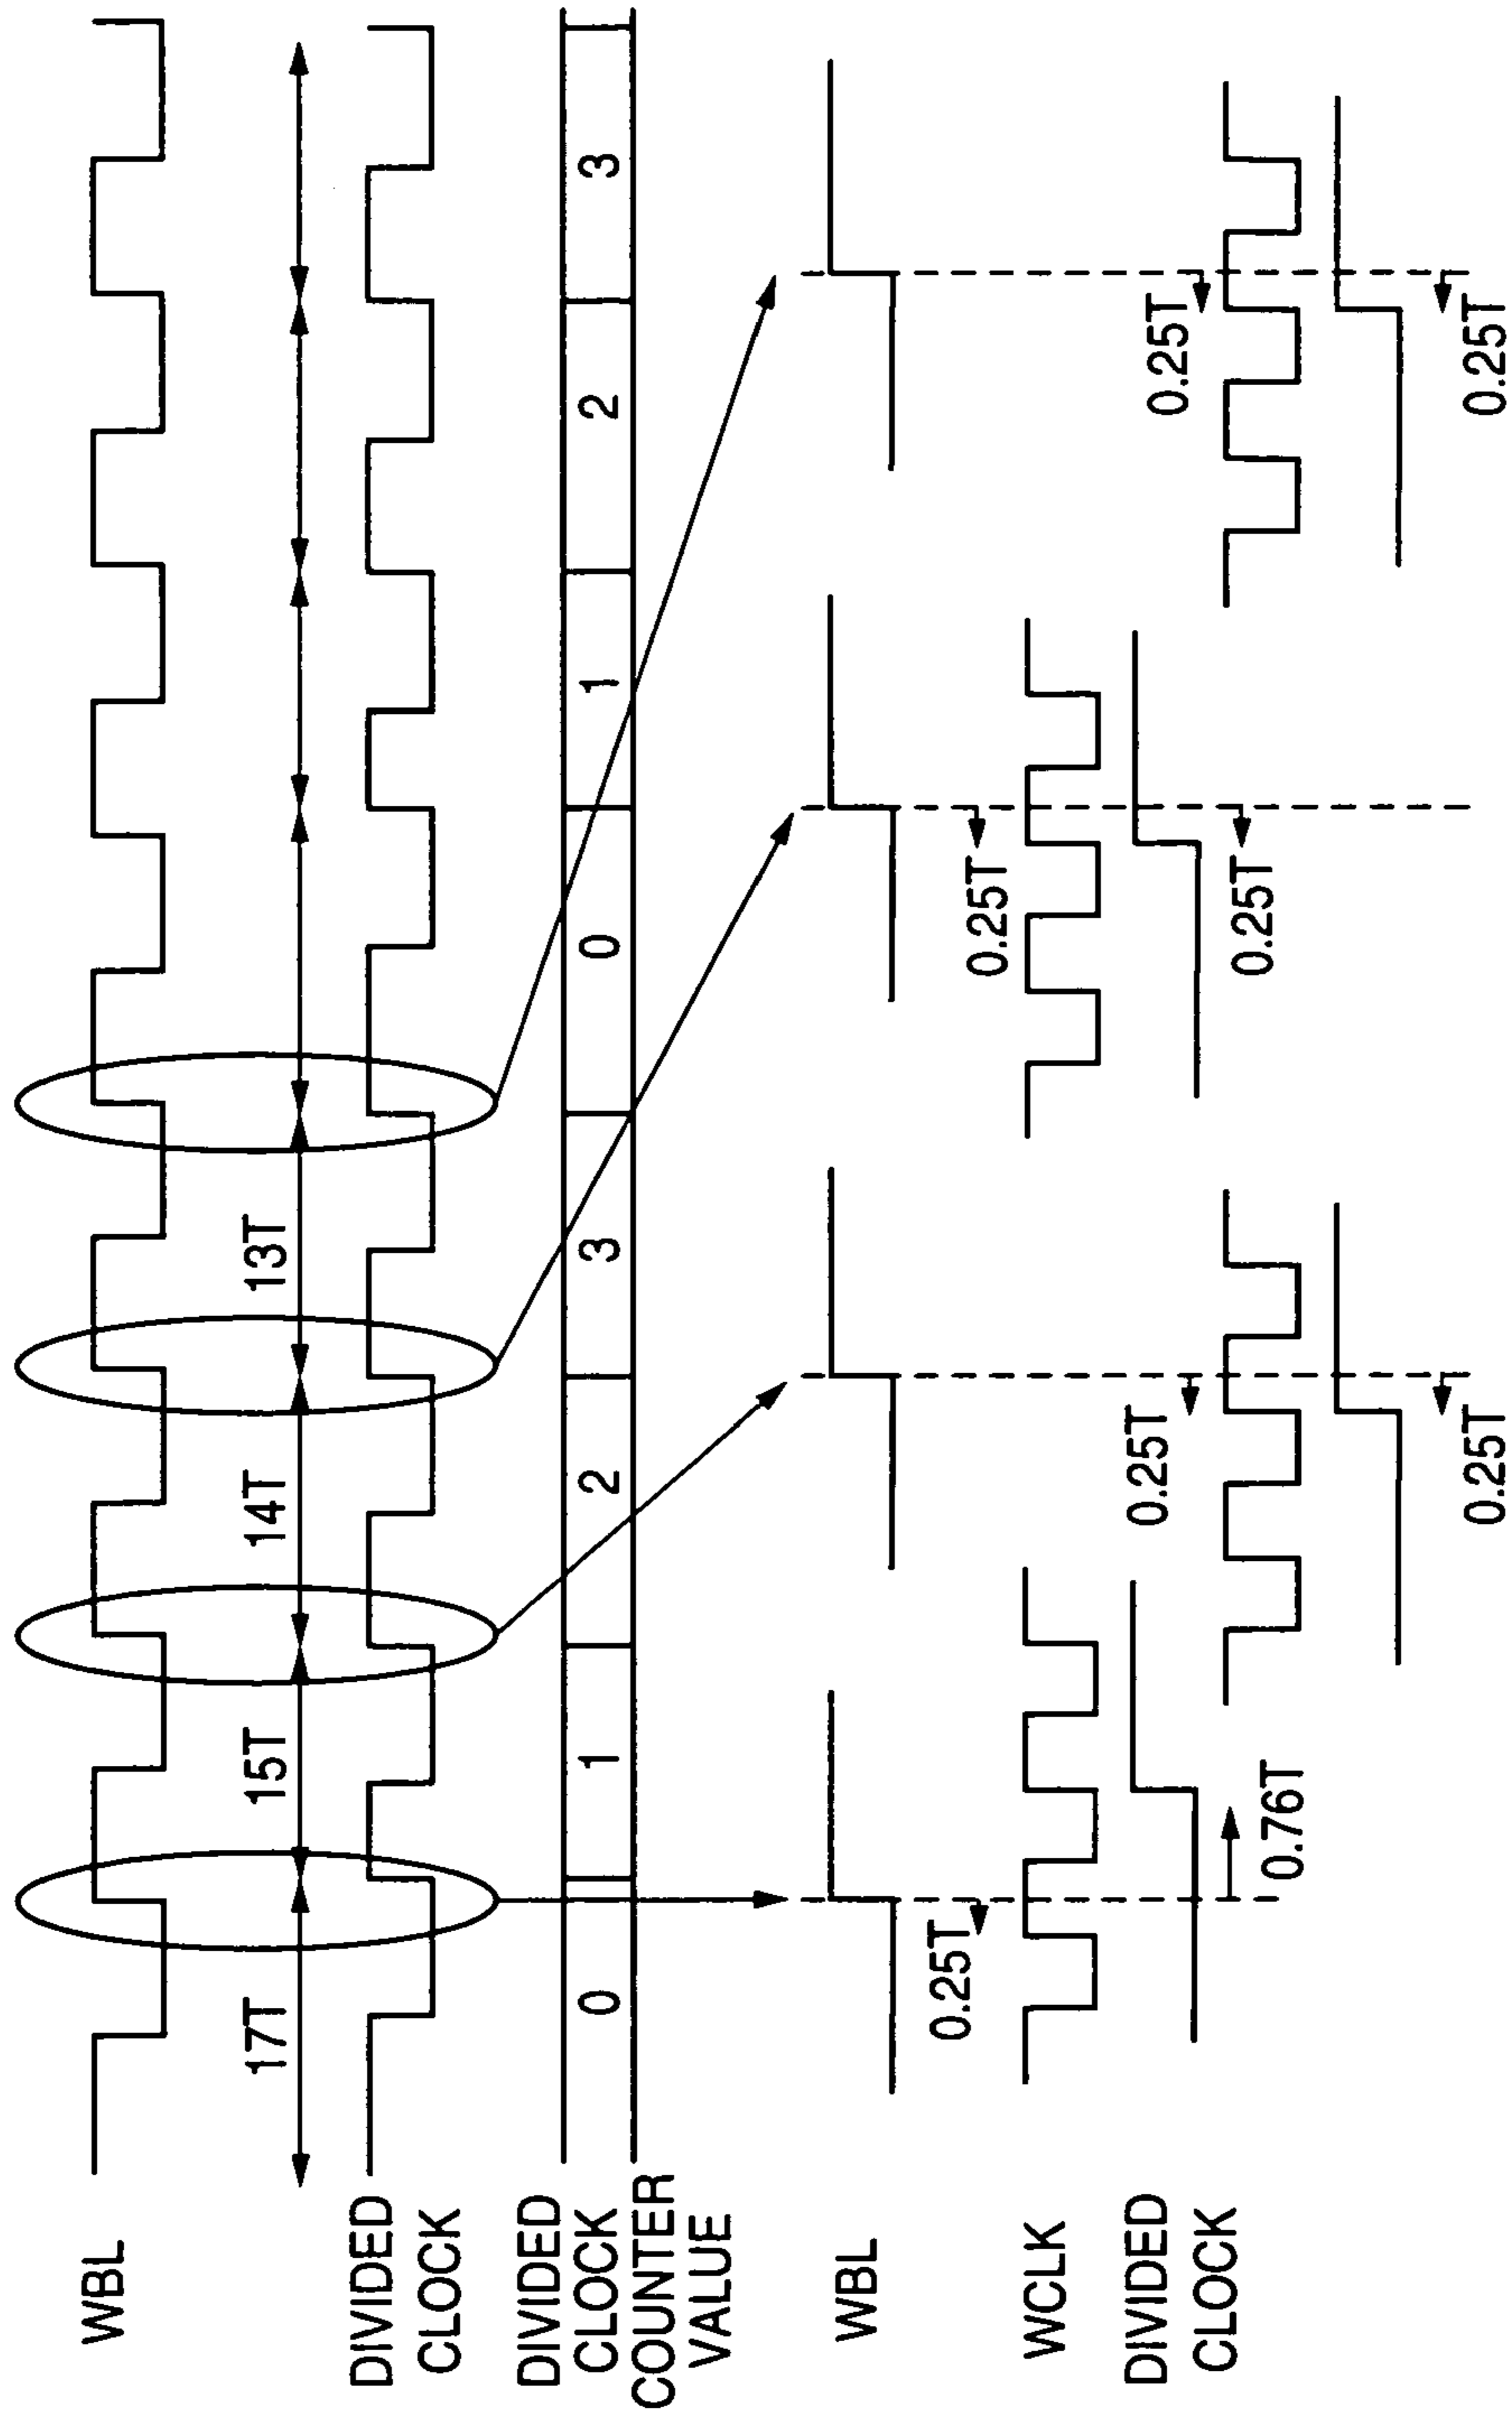 WBL
17T 15T 14T 13T
DIVIDED
CLOCK
DIVIDED
CLOCK
COUNTER
VALUE
0 1 2 3 0 1 2 3
WBL
0.25T
0.25T
WCLK
0.25T
0.25T
DIVIDED
CLOCK
0.76T
0.25T
0.25T
0.25T